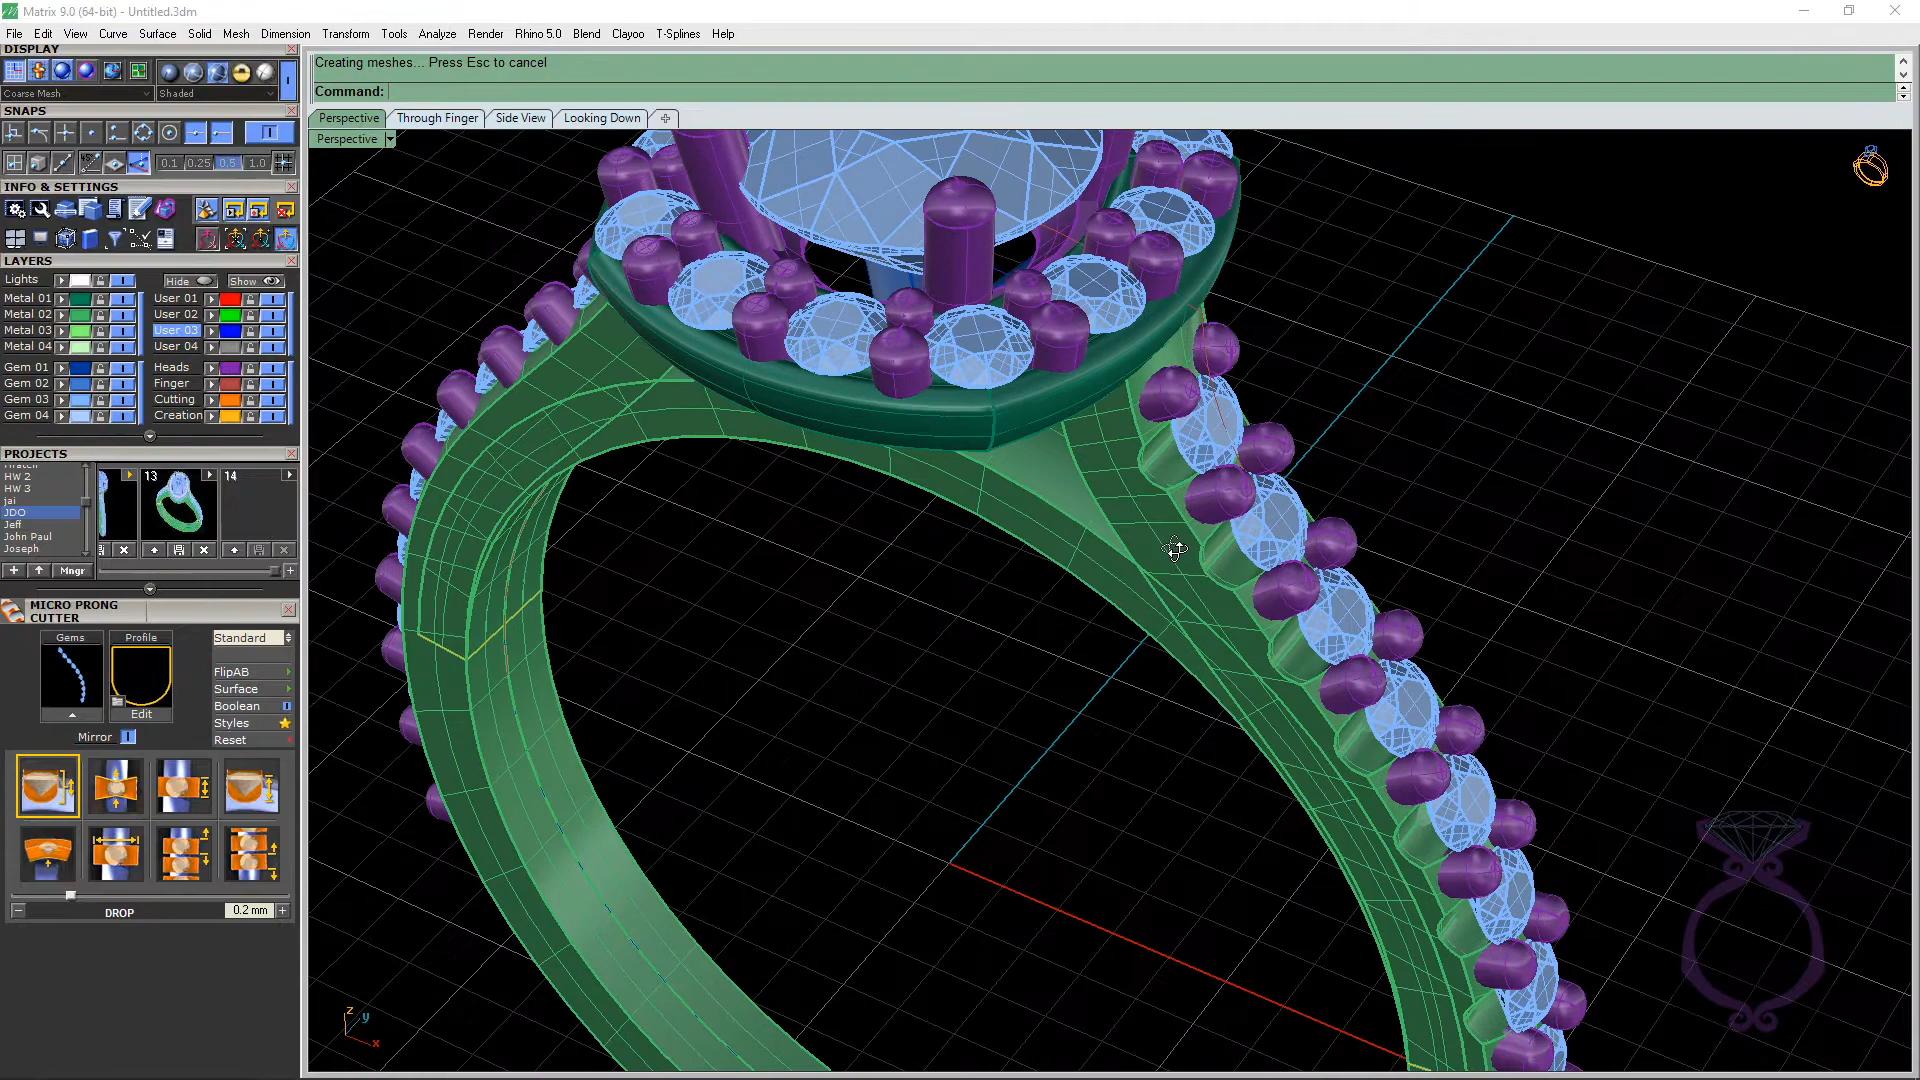 Matrix 9.0 (64-bit) - Untitled.3dm
File Edit View Curve Surface Solid Mesh Dimension Transform Tools Analyze Render Rhino 5.0 Blend Clayoo T-Splines Help
DISPLAY
Coarse Mesh Shaded
SNAPS
0.1 0.25 0.5 1.0
INFO & SETTINGS
LAYERS
Lights Hide Show
Metal 01 User 01
Metal 02 User 02
Metal 03 User 03
Metal 04 User 04
Gem 01 Heads
Gem 02 Finger
Gem 03 Cutting
Gem 04 Creation
PROJECTS
HW 2
HW 3
jai
JDO
Jeff
John Paul
Joseph
13 14
Mngr
MICRO PRONG
CUTTER
Gems Profile Standard
FlipAB
Surface
Boolean
Edit
Styles
Mirror
Reset
DROP 0.2 mm
Creating meshes... Press Esc to cancel
Command:
Perspective Through Finger Side View Looking Down
Perspective
z
y
x